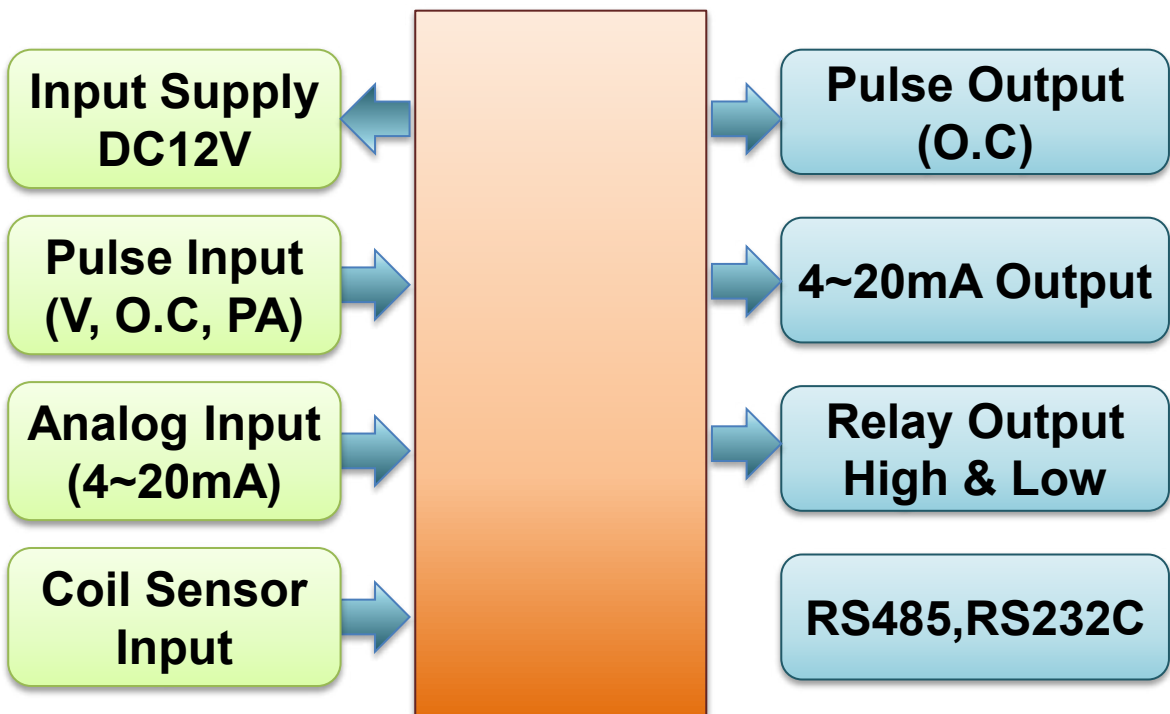 Input Supply
DC12V
Pulse Input
(V, O.C, PA)
Analog Input
(4~20mA)
Coil Sensor
Input
Pulse Output
(O.C)
4~20mA Output
Relay Output
High & Low
RS485,RS232C